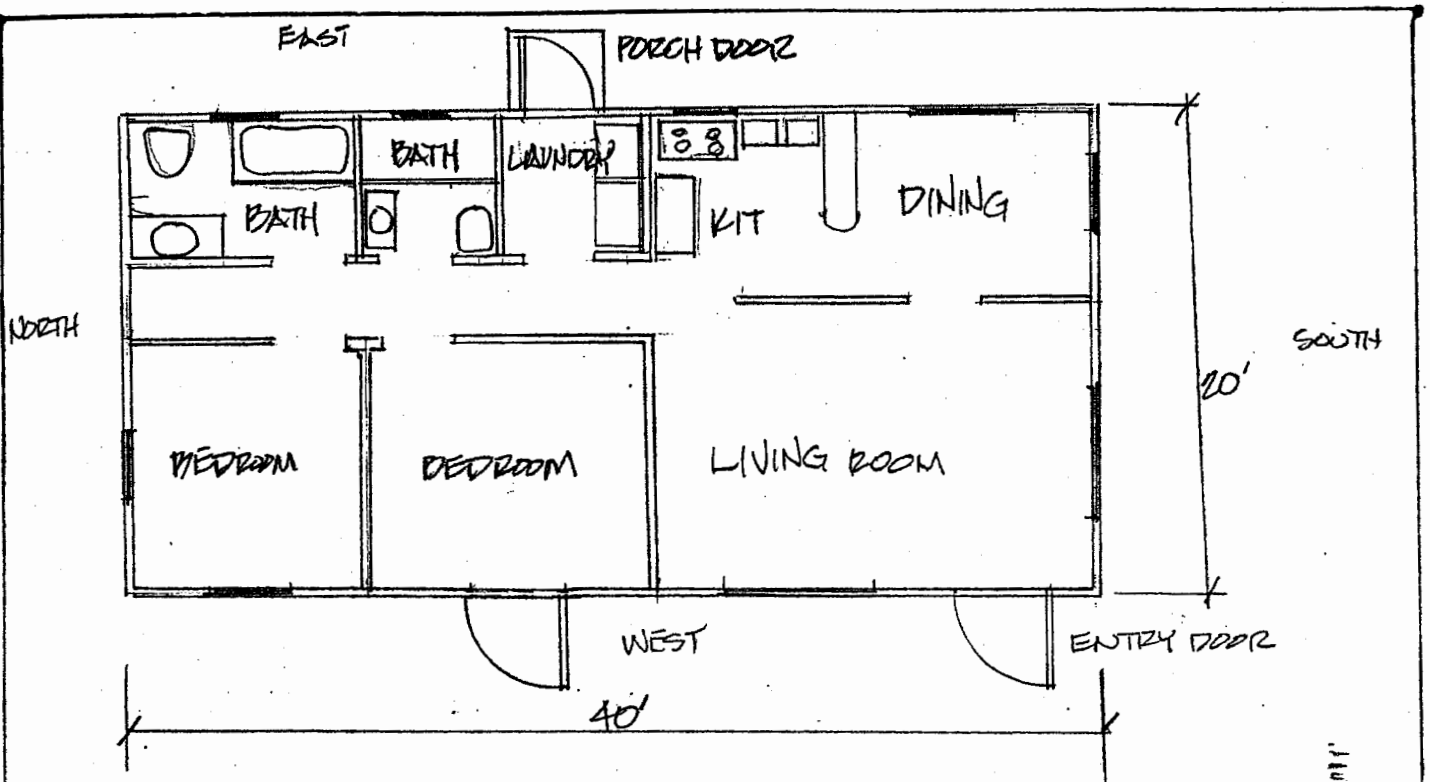 EAST
PORCH DOOR
BATH
LAUNDRY
BATH
KIT
DINING
NORTH
SOUTH
20'
BEDROOM
BEDROOM
LIVING ROOM
WEST
ENTRY DOOR
40'